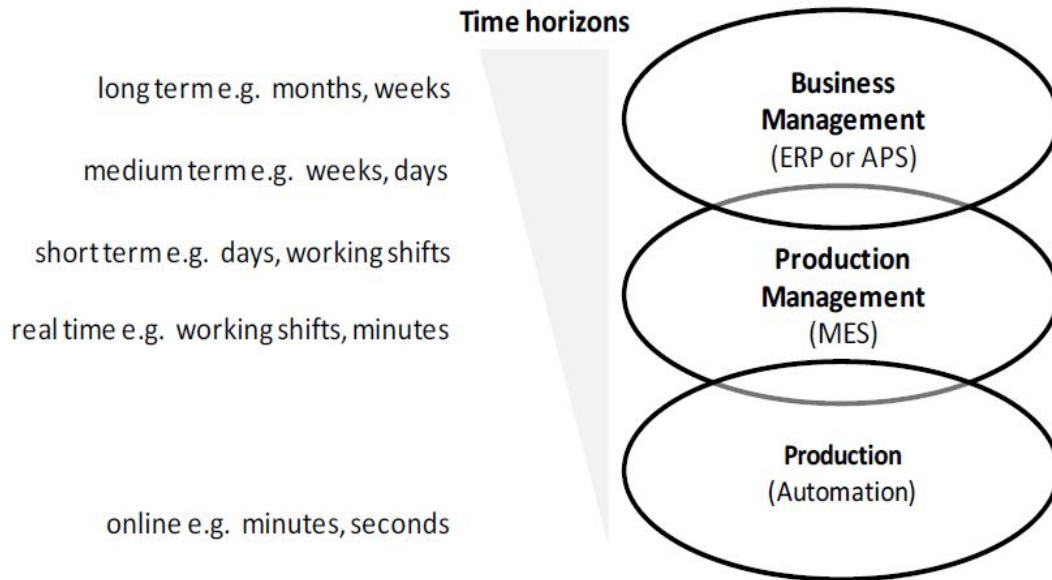 Time horizons
long term e.g. months, weeks
medium term e.g. weeks, days
short term e.g. days, working shifts
real time e.g. working shifts, minutes
online e.g. minutes, seconds
Business
Management
(ERP or APS)
Production
Management
(MES)
Production
(Automation)